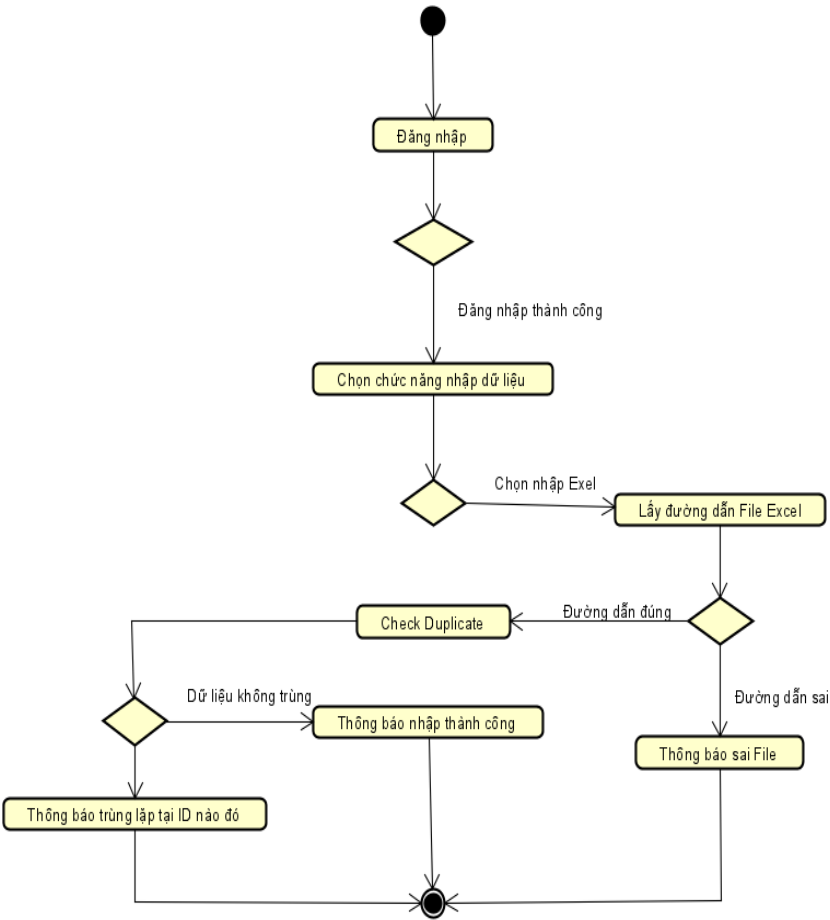 Đăng nhập
Đăng nhập thành công
Chọn chức năng nhập dữ liệu
Chọn nhập Exel
Lấy đường dẫn File Excel
Đường dẫn đúng
Check Duplicate
Dữ liệu không trùng
Đường dẫn sai
Thông báo nhập thành công
Thông báo sai File
Thông báo trùng lặp tại ID nào đó